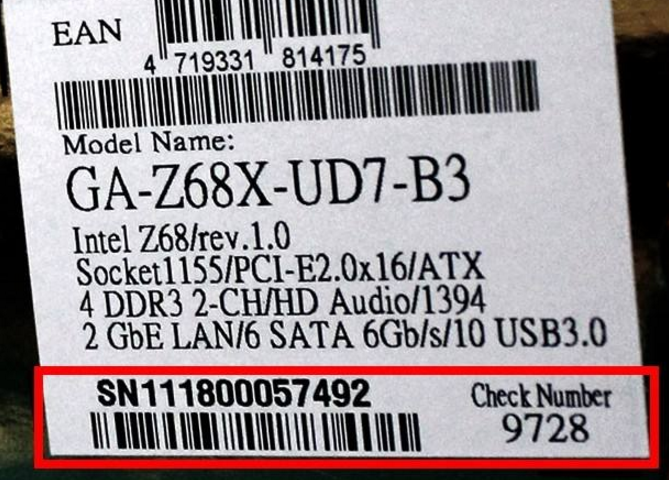 EAN
4 719331 814175
Model Name:
GA-Z68X-UD7-B3
Intel Z68/rev.1.0
Socket1155/PCI-E2.0x16/ATX
4 DDR3 2-CH/HD Audio/1394
2 GbE LAN/6 SATA 6Gb/s/10 USB3.0
SN111800057492
Check Number
9728